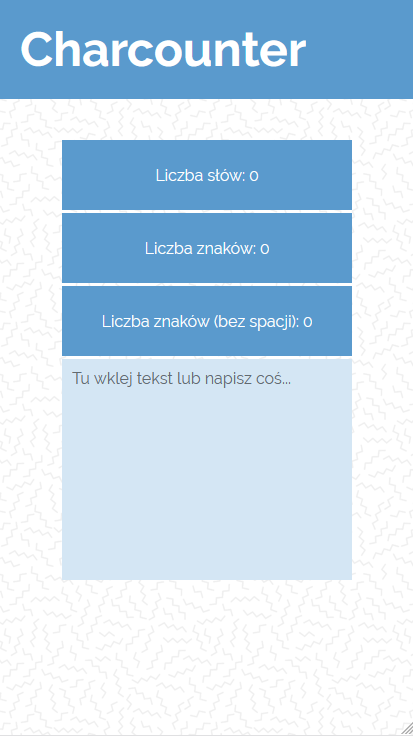 Charcounter
Liczba słów: 0
Liczba znaków: 0
Liczba znaków (bez spacji): 0
Tu wklej tekst lub napisz coś...